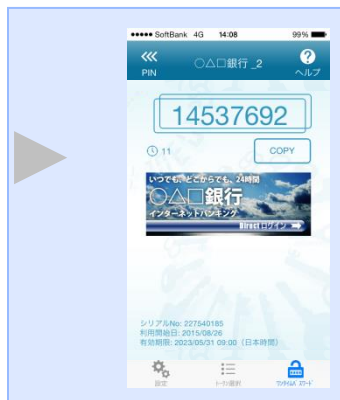 ●●●●● SoftBank 4G 14:08 99%
PIN
○△□銀行 _2
?
ヘルプ
14537692
11
COPY
いつでも、どこからでも、24時間
○△□銀行
インターネットバンキング
Direct ログイン
シリアルNo: 227540185
利用開始日: 2015/08/26
有効期限: 2023/05/31 09:00（日本時間）
設定
トークン選択
ワンタイムパスワード